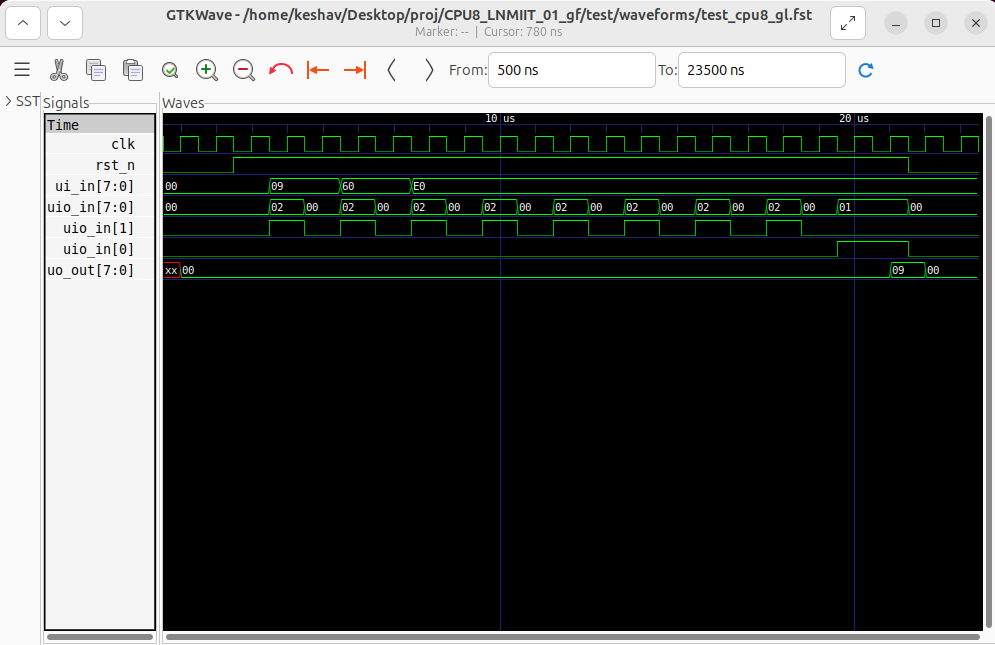 GTKWave - /home/keshav/Desktop/proj/CPU8_LNMIIT_01_gf/test/waveforms/test_cpu8_gl.fst
Marker: -- | Cursor: 780 ns
From: 500 ns To: 23500 ns
SST
Signals Waves
Time 10 us 20 us
clk
rst_n
ui_in[7:0] 00 09 60 E0
uio_in[7:0] 00 02 00 02 00 02 00 02 00 02 00 02 00 02 00 02 00 01 00
uio_in[1]
uio_in[0]
uo_out[7:0] xx 00 09 00